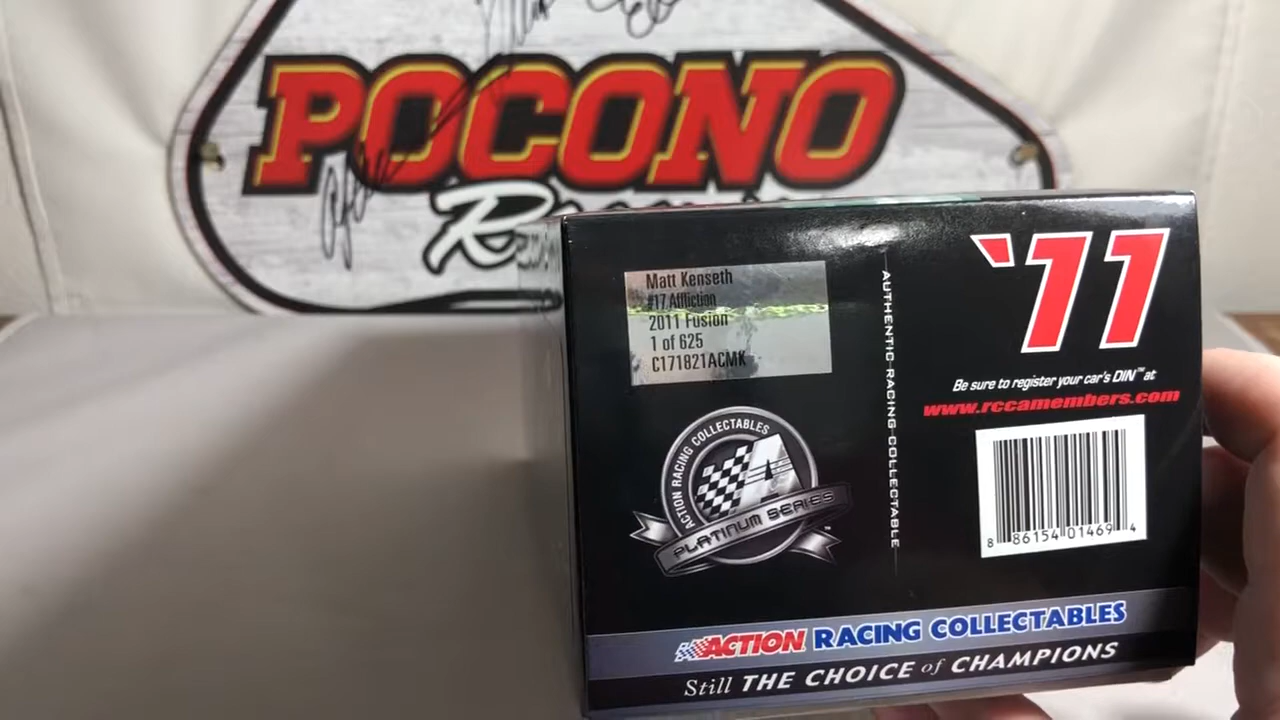 POCONO
Matt Kenseth
#17 Affliction
2011 Fusion
1 of 625
C171821ACMK
ACTION RACING COLLECTABLES
A
PLATINUM SERIES
AUTHENTIC RACING COLLECTABLE
'11
Be sure to register your car's DIN™ at
www.rccamembers.com
8 86154 01469 4
ACTION RACING COLLECTABLES
Still THE CHOICE of CHAMPIONS